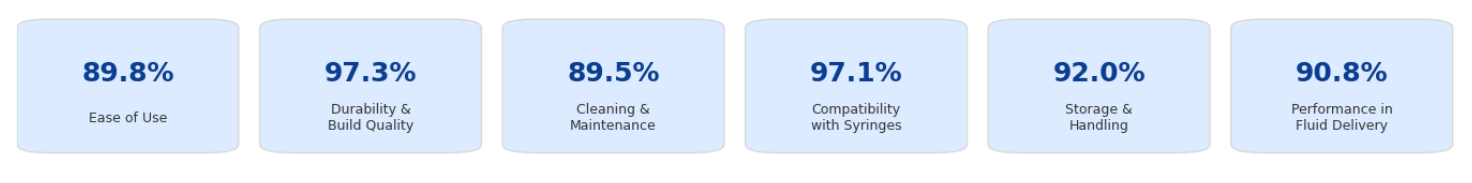 89.8%
Ease of Use
97.3%
Durability &
Build Quality
89.5%
Cleaning &
Maintenance
97.1%
Compatibility
with Syringes
92.0%
Storage &
Handling
90.8%
Performance in
Fluid Delivery